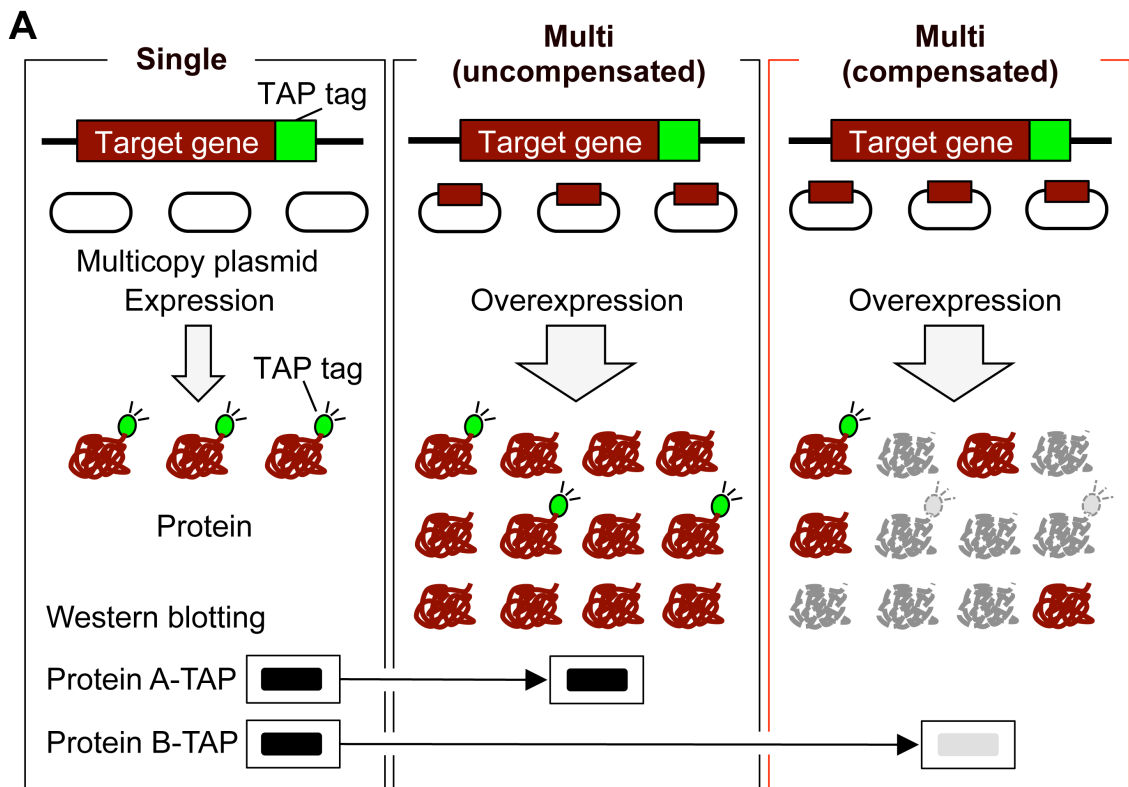 A
Single
TAP tag
Target gene
Multicopy plasmid
Expression
TAP tag
Protein
Western blotting
Protein A-TAP
Protein B-TAP
Multi
(uncompensated)
Target gene
Overexpression
Multi
(compensated)
Target gene
Overexpression